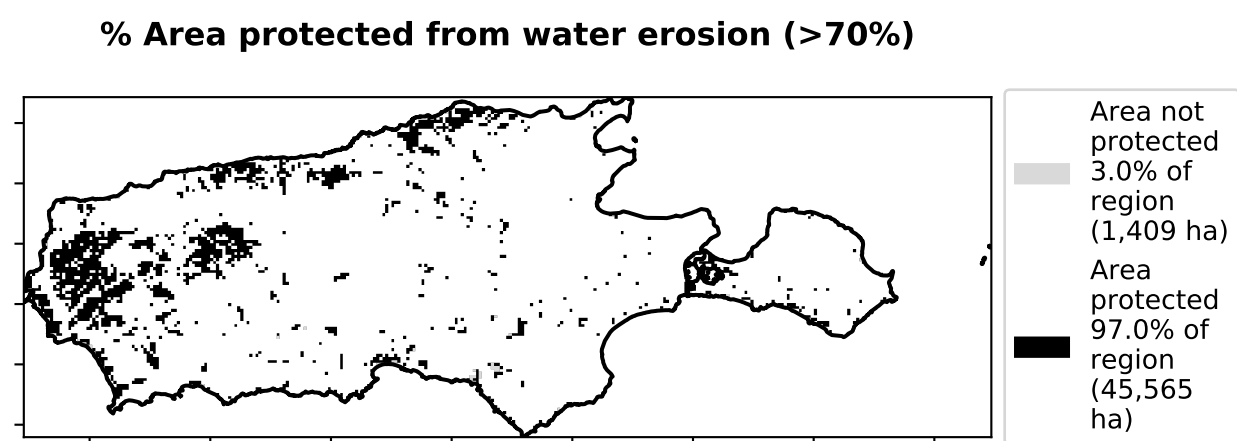 % Area protected from water erosion (>70%)
Area not
protected
3.0% of
region
(1,409 ha)
Area
protected
97.0% of
region
(45,565
ha)